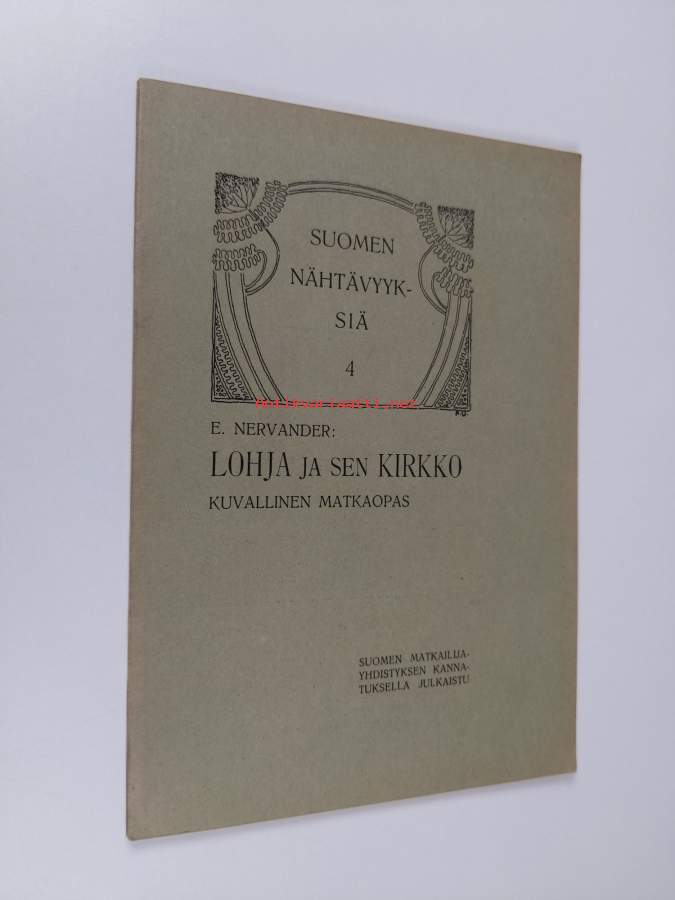 SUOMEN
NÄHTÄVYYK-
SIÄ
4
E. NERVANDER:
LOHJA JA SEN KIRKKO
KUVALLINEN MATKAOPAS
SUOMEN MATKAILIJA-
YHDISTYKSEN KANNA-
TUKSELLA JULKAISTU